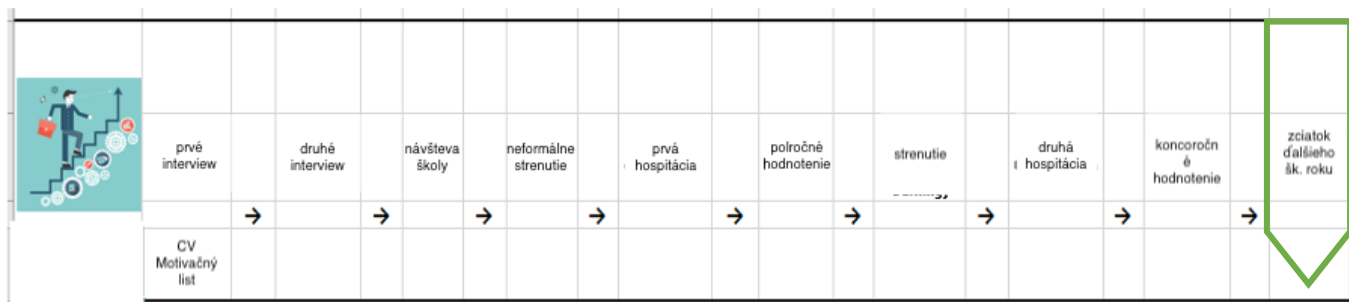 prvé
interview
druhé
interview
návšteva
školy
neformálne
strenutie
prvá
hospitácia
polročné
hodnotenie
strenutie
druhá
hospitácia
koncoročn
é
hodnotenie
zciatok
ďalšieho
šk. roku
CV
Motivačný
list